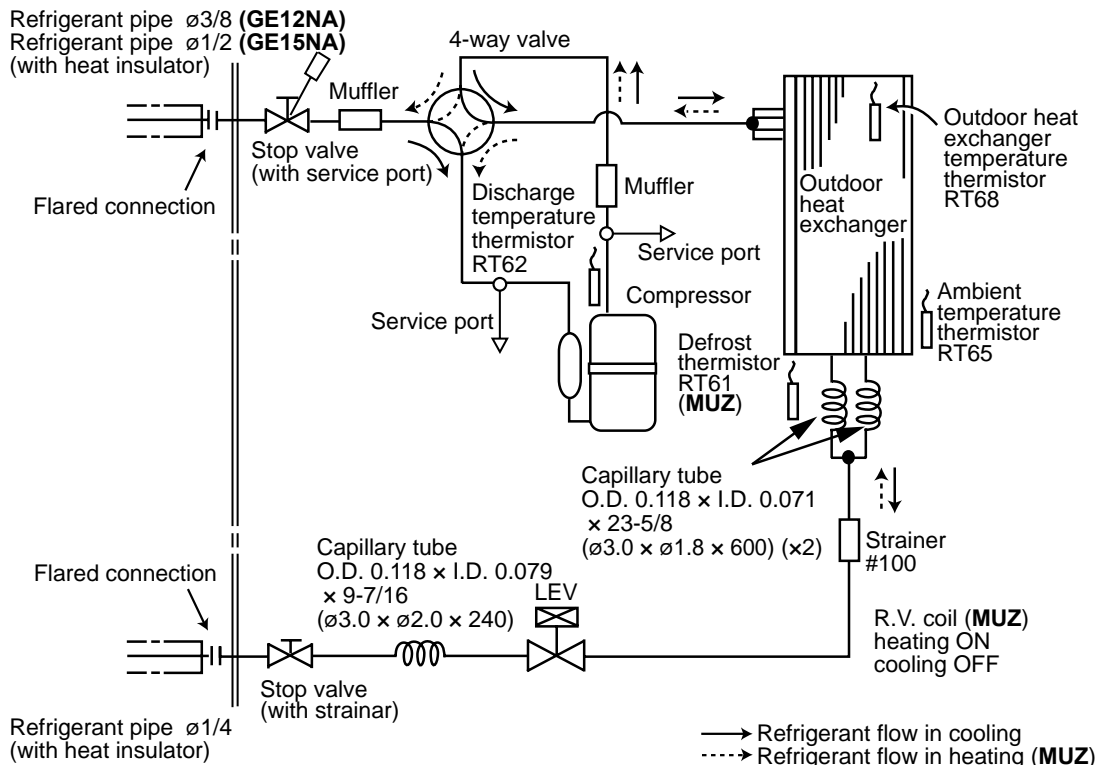 Refrigerant pipe ø3/8 (GE12NA)
Refrigerant pipe ø1/2 (GE15NA)
(with heat insulator)
4-way valve
Muffler
Stop valve
(with service port)
Flared connection
Discharge
temperature
thermistor
RT62
Muffler
Service port
Service port
Compressor
Outdoor
heat
exchanger
Outdoor heat
exchanger
temperature
thermistor
RT68
Ambient
temperature
thermistor
RT65
Defrost
thermistor
RT61
(MUZ)
Capillary tube
O.D. 0.118 × I.D. 0.071
× 23-5/8
(ø3.0 × ø1.8 × 600) (×2)
Strainer
#100
Flared connection
Capillary tube
O.D. 0.118 × I.D. 0.079
× 9-7/16
(ø3.0 × ø2.0 × 240)
LEV
R.V. coil (MUZ)
heating ON
cooling OFF
Stop valve
(with strainar)
Refrigerant pipe ø1/4
(with heat insulator)
Refrigerant flow in cooling
Refrigerant flow in heating (MUZ)